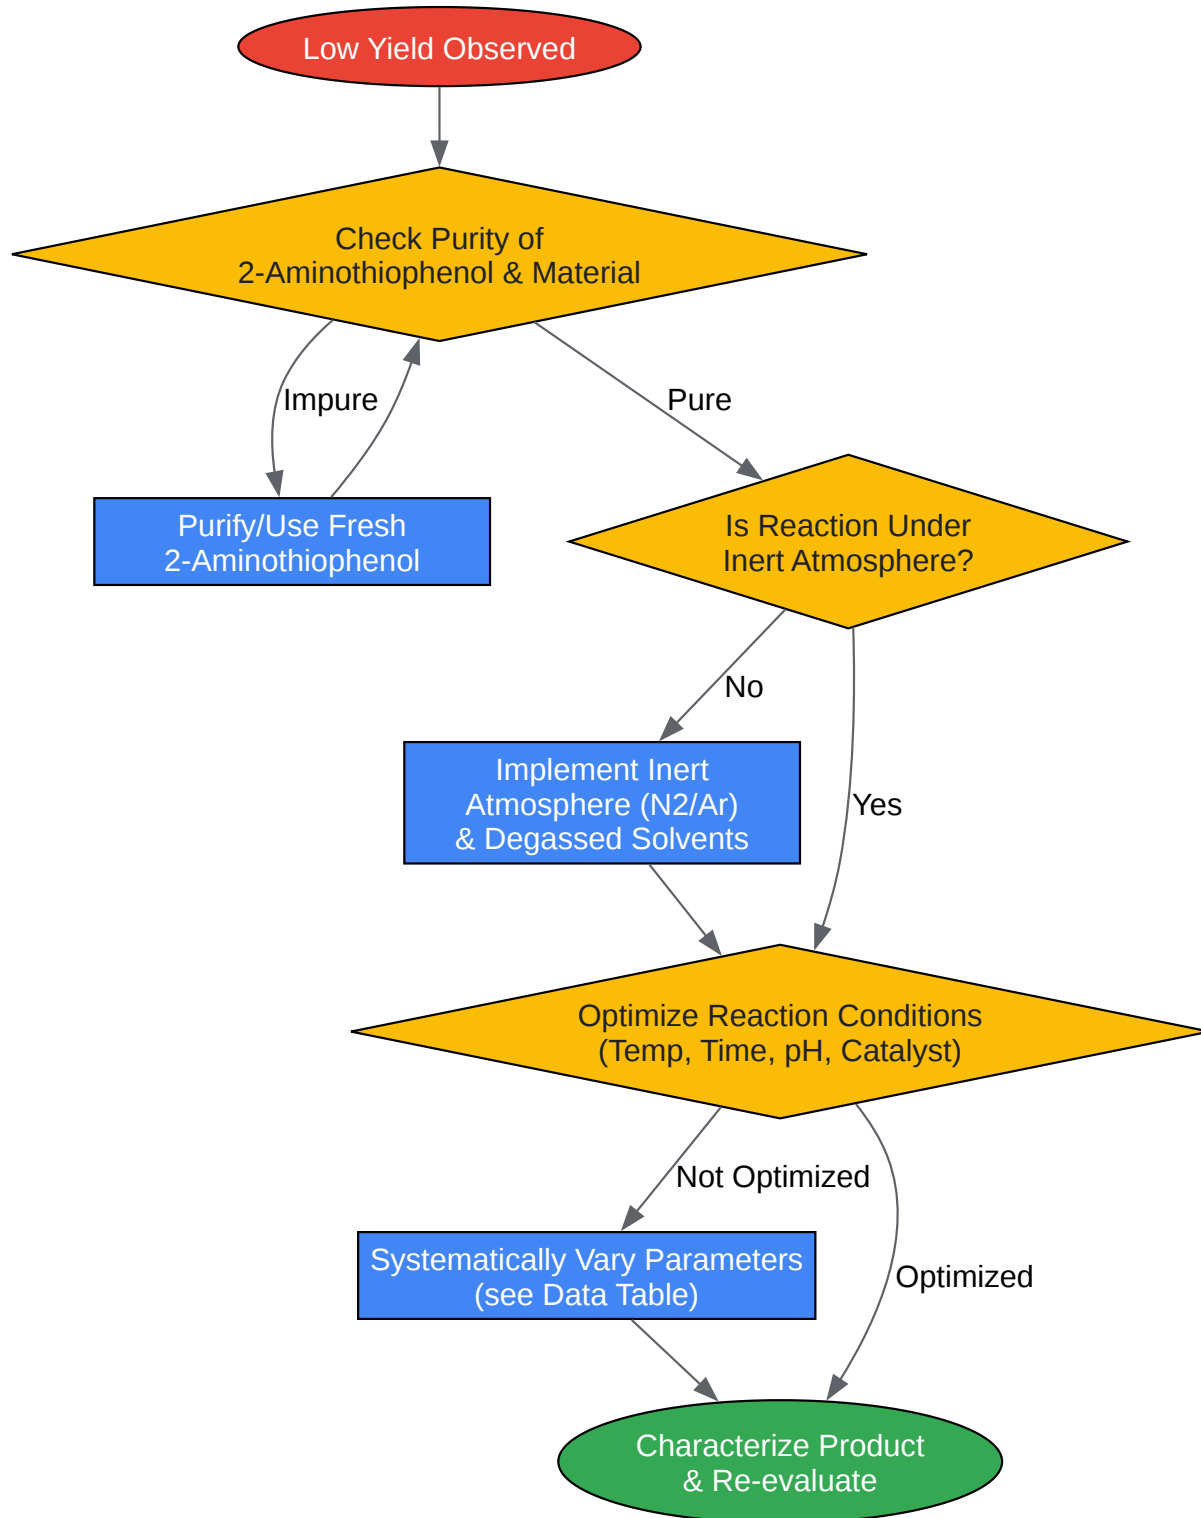 Low Yield Observed
Check Purity of
2-Aminothiophenol & Material
Impure
Pure
Purify/Use Fresh
2-Aminothiophenol
Is Reaction Under
Inert Atmosphere?
No
Implement Inert
Atmosphere (N2/Ar)
& Degassed Solvents
Yes
Optimize Reaction Conditions
(Temp, Time, pH, Catalyst)
Not Optimized
Systematically Vary Parameters
(see Data Table)
Optimized
Characterize Product
& Re-evaluate